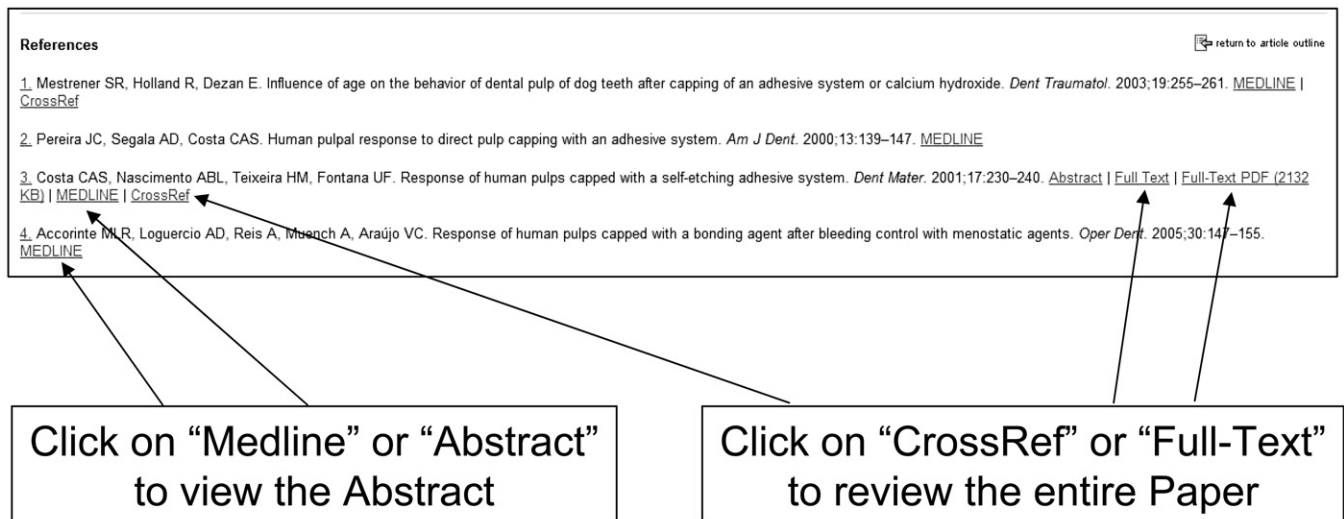 References
return to article outline
1. Mestrener SR, Holland R, Dezan E. Influence of age on the behavior of dental pulp of dog teeth after capping of an adhesive system or calcium hydroxide. Dent Traumatol. 2003;19:255–261. MEDLINE |
CrossRef
2. Pereira JC, Segala AD, Costa CAS. Human pulpal response to direct pulp capping with an adhesive system. Am J Dent. 2000;13:139–147. MEDLINE
3. Costa CAS, Nascimento ABL, Teixeira HM, Fontana UF. Response of human pulps capped with a self-etching adhesive system. Dent Mater. 2001;17:230–240. Abstract | Full Text | Full-Text PDF (2132
KB) | MEDLINE | CrossRef
4. Accorinte MLR, Loguercio AD, Reis A, Muench A, Araújo VC. Response of human pulps capped with a bonding agent after bleeding control with menostatic agents. Oper Dent. 2005;30:147–155.
MEDLINE
Click on “Medline” or “Abstract”
to view the Abstract
Click on “CrossRef” or “Full-Text”
to review the entire Paper